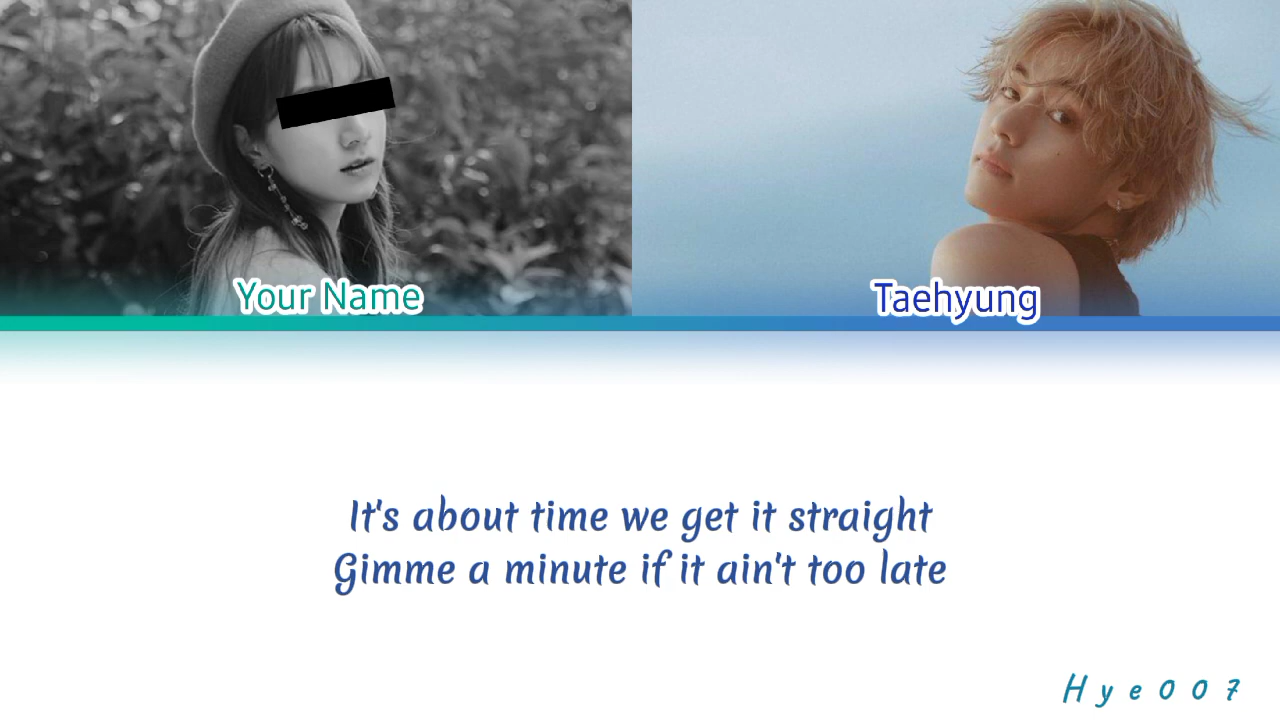 Your Name
Taehyung
It's about time we get it straight
Gimme a minute if it ain't too late
Hye007